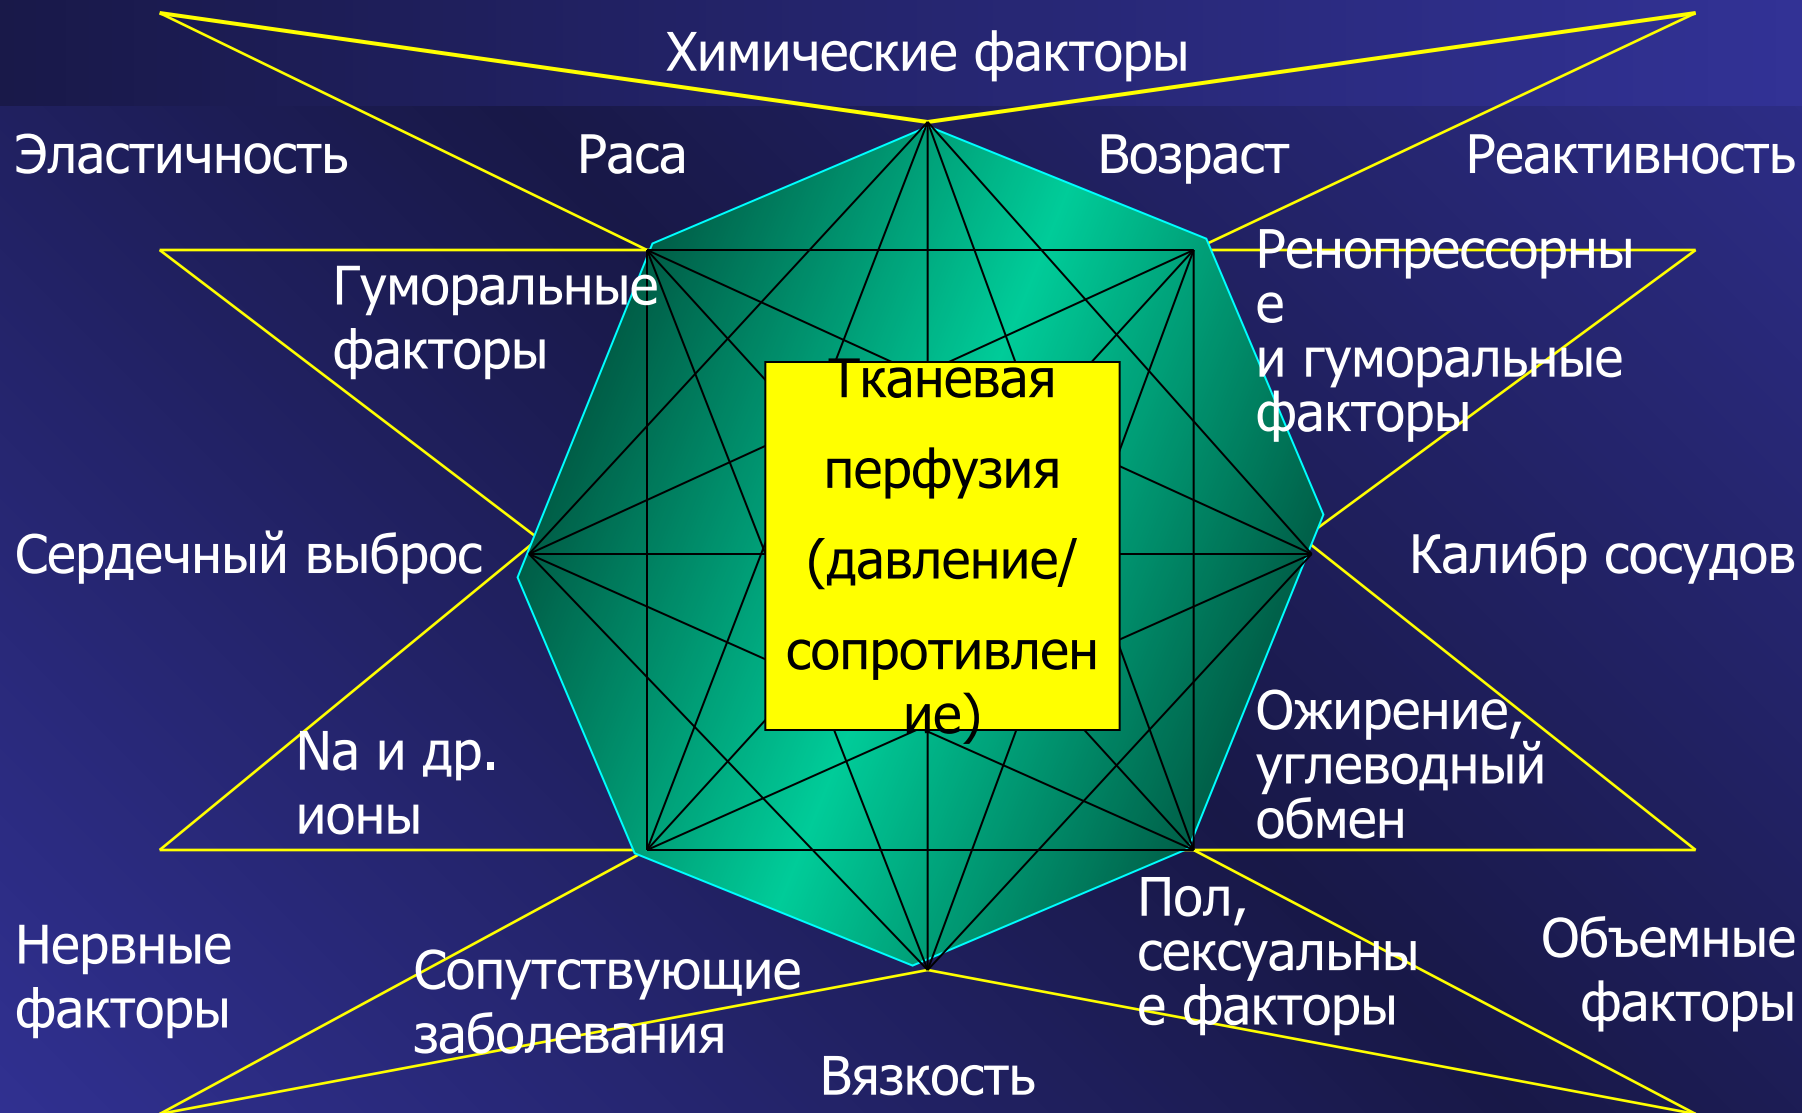 Химические факторы
Эластичность
Раса
Возраст
Реактивность
Гуморальные
факторы
Ренопрессорны
е
и гуморальные
факторы
Тканевая
перфузия
(давление/
сопротивлен
ие)
Сердечный выброс
Калибр сосудов
Na и др.
ионы
Ожирение,
углеводный
обмен
Нервные
факторы
Сопутствующие
заболевания
Пол,
сексуальны
е факторы
Объемные
факторы
Вязкость